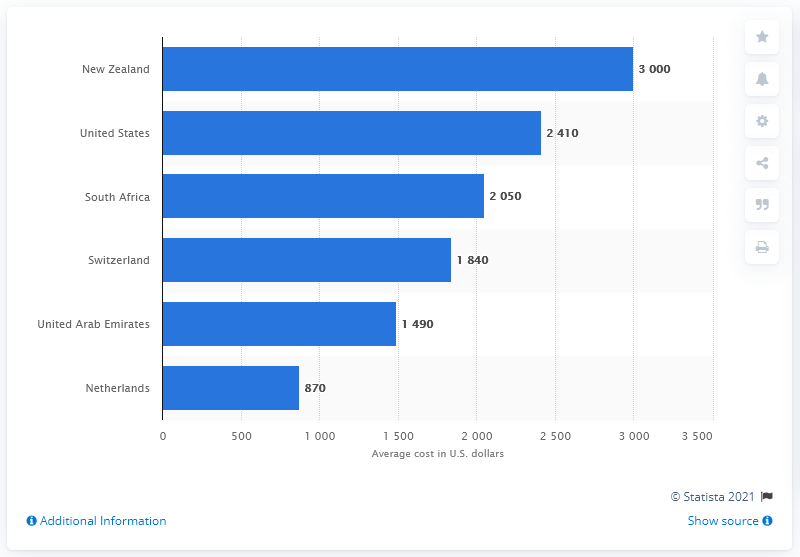 New Zealand 3 000
United States 2 410
South Africa 2 050
Switzerland 1 840
United Arab Emirates 1 490
Netherlands 870
0 500 1 000 1 500 2 000 2 500 3 000 3 500
Average cost in U.S. dollars
© Statista 2021
Additional Information Show source